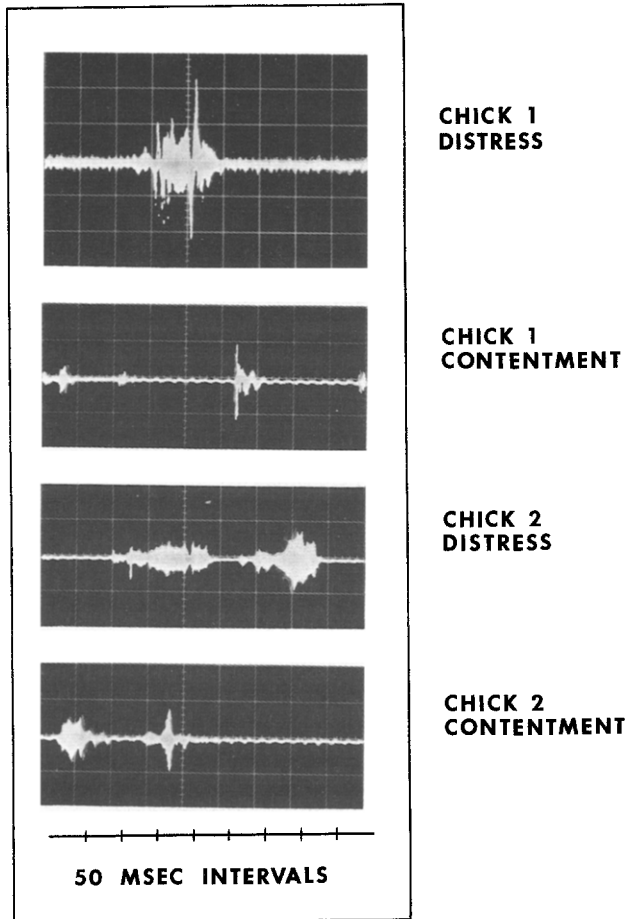 CHICK 1
DISTRESS
CHICK 1
CONTENTMENT
CHICK 2
DISTRESS
CHICK 2
CONTENTMENT
50 MSEC INTERVALS